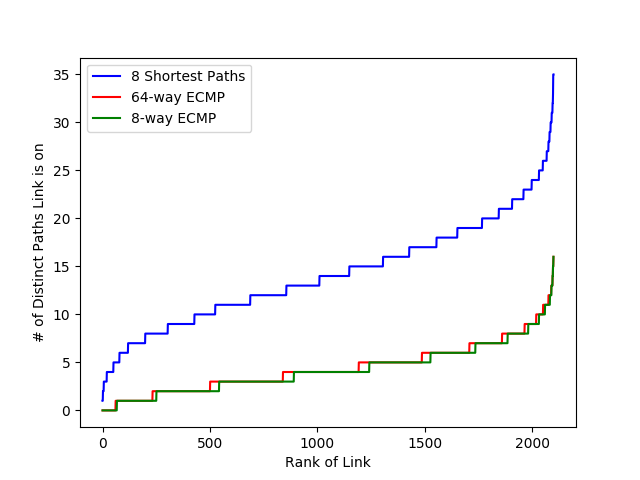 8 Shortest Paths
64-way ECMP
8-way ECMP
# of Distinct Paths Link is on
35
30
25
20
15
10
5
0
0
500
1000
1500
2000
Rank of Link